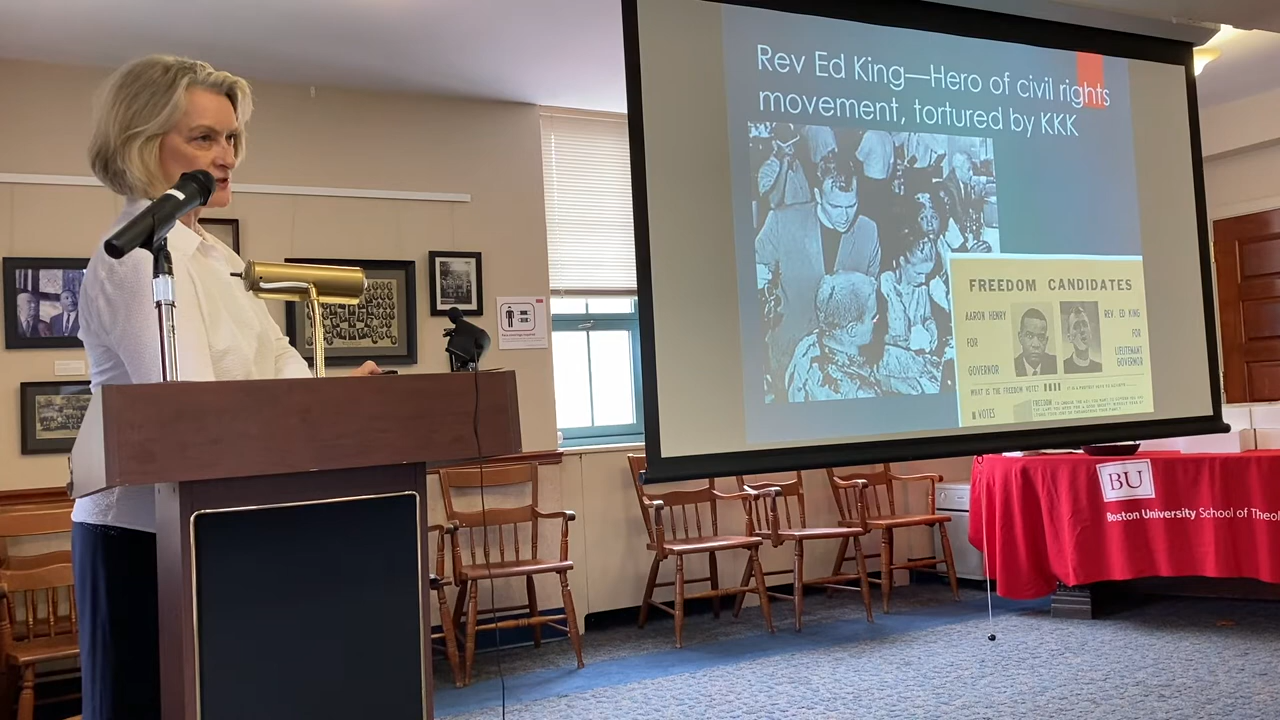 Rev Ed King—Hero of civil rights
movement, tortured by KKK
FREEDOM CANDIDATES
AARON HENRY
FOR
GOVERNOR
REV. ED KING
FOR
LIEUTENANT
GOVERNOR
WHAT IS THE FREEDOM VOTE?
VOTES
BU
Boston University School of Theol